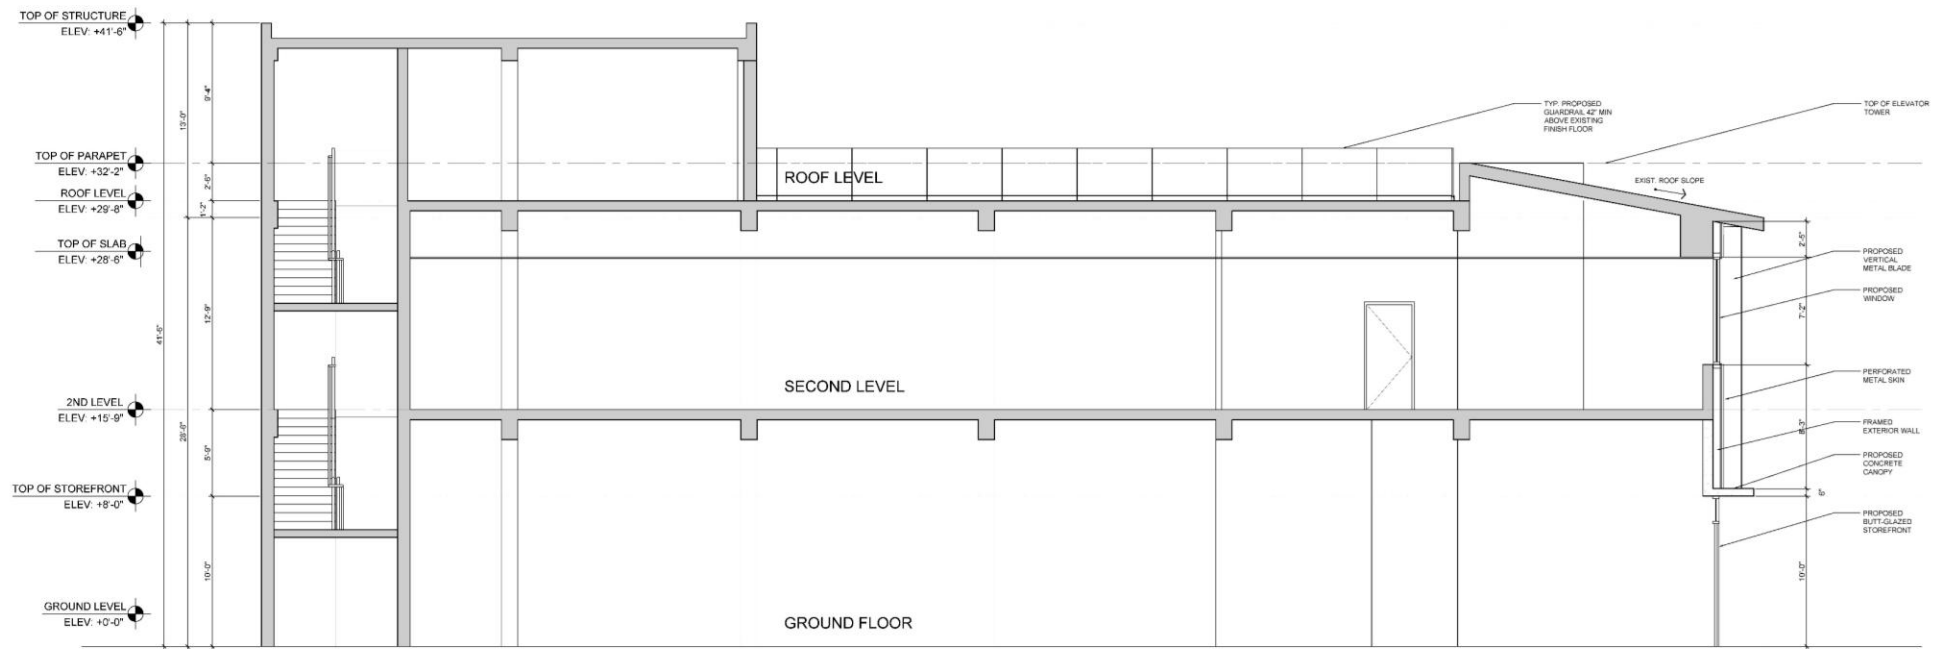 TOP OF STRUCTURE
ELEV: +41'-6"
TOP OF PARAPET
ELEV: +32'-2"
ROOF LEVEL
ELEV: +29'-8"
TOP OF SLAB
ELEV: +28'-6"
2ND LEVEL
ELEV: +15'-9"
TOP OF STOREFRONT
ELEV: +8'-0"
GROUND LEVEL
ELEV: +0'-0"
41'-6"
13'-0"
28'-6"
9'-4"
2'-6"
1'-2"
12'-9"
5'-9"
10'-0"
ROOF LEVEL
SECOND LEVEL
GROUND FLOOR
TYP. PROPOSED
GUARDRAIL 42" MIN
ABOVE EXISTING
FINISH FLOOR
TOP OF ELEVATOR
TOWER
EXIST. ROOF SLOPE
PROPOSED
VERTICAL
METAL BLADE
PROPOSED
WINDOW
PERFORATED
METAL SKIN
FRAMED
EXTERIOR WALL
PROPOSED
CONCRETE
CANOPY
PROPOSED
BUTT-GLAZED
STOREFRONT
2'-5"
7'-2"
8'-3"
6"
10'-0"